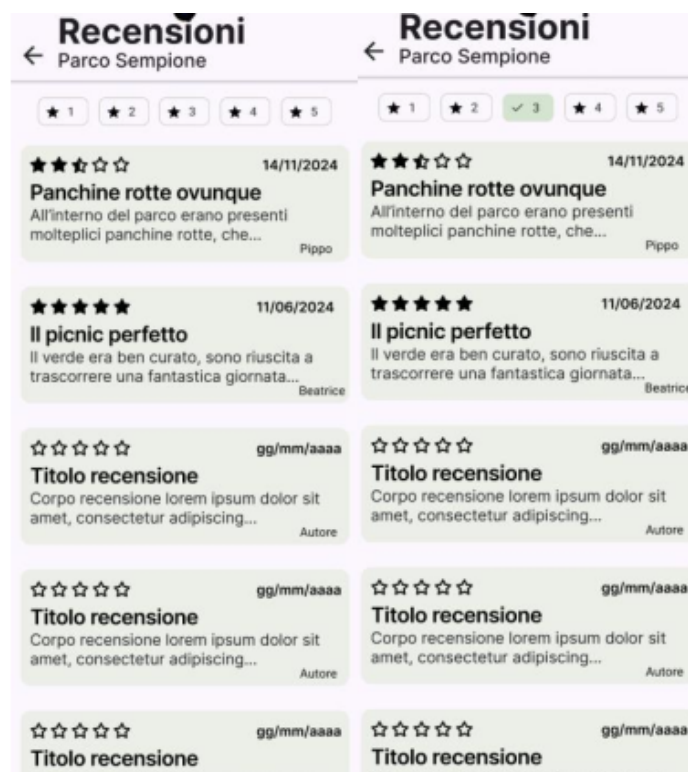 Recensioni
Parco Sempione
1 2 3 4 5
14/11/2024
Panchine rotte ovunque
All'interno del parco erano presenti
molteplici panchine rotte, che...
Pippo
11/06/2024
Il picnic perfetto
Il verde era ben curato, sono riuscita a
trascorrere una fantastica giornata...
Beatrice
gg/mm/aaaa
Titolo recensione
Corpo recensione lorem ipsum dolor sit
amet, consectetur adipiscing...
Autore
gg/mm/aaaa
Titolo recensione
Corpo recensione lorem ipsum dolor sit
amet, consectetur adipiscing...
Autore
gg/mm/aaaa
Titolo recensione
Recensioni
Parco Sempione
1 2 3 4 5
14/11/2024
Panchine rotte ovunque
All'interno del parco erano presenti
molteplici panchine rotte, che...
Pippo
11/06/2024
Il picnic perfetto
Il verde era ben curato, sono riuscita a
trascorrere una fantastica giornata...
Beatrice
gg/mm/aaaa
Titolo recensione
Corpo recensione lorem ipsum dolor sit
amet, consectetur adipiscing...
Autore
gg/mm/aaaa
Titolo recensione
Corpo recensione lorem ipsum dolor sit
amet, consectetur adipiscing...
Autore
gg/mm/aaaa
Titolo recensione